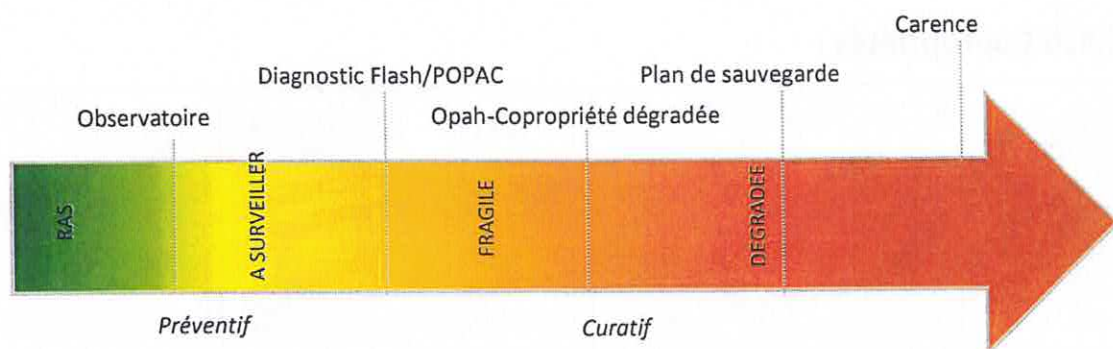 Carence
Diagnostic Flash/POPAC
Plan de sauvegarde
Observatoire
Opah-Copropriété dégradée
RAS
A SURVEILLER
FRAGILE
DEGRADEE
Préventif
Curatif